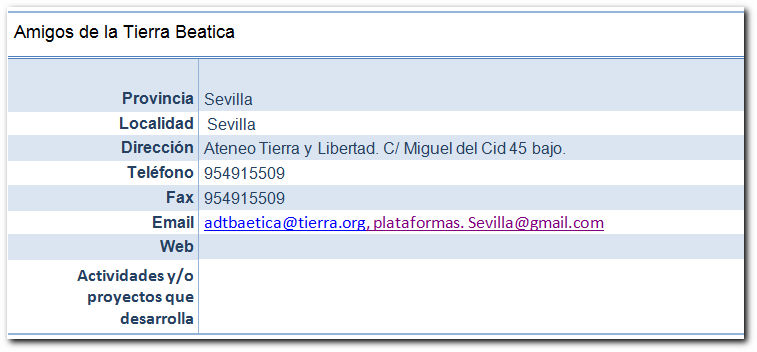 Amigos de la Tierra Beatica
Provincia Sevilla
Localidad Sevilla
Dirección Ateneo Tierra y Libertad. C/ Miguel del Cid 45 bajo.
Teléfono 954915509
Fax 954915509
Email adtbaetica@tierra.org, plataformas. Sevilla@gmail.com
Web
Actividades y/o
proyectos que
desarrolla